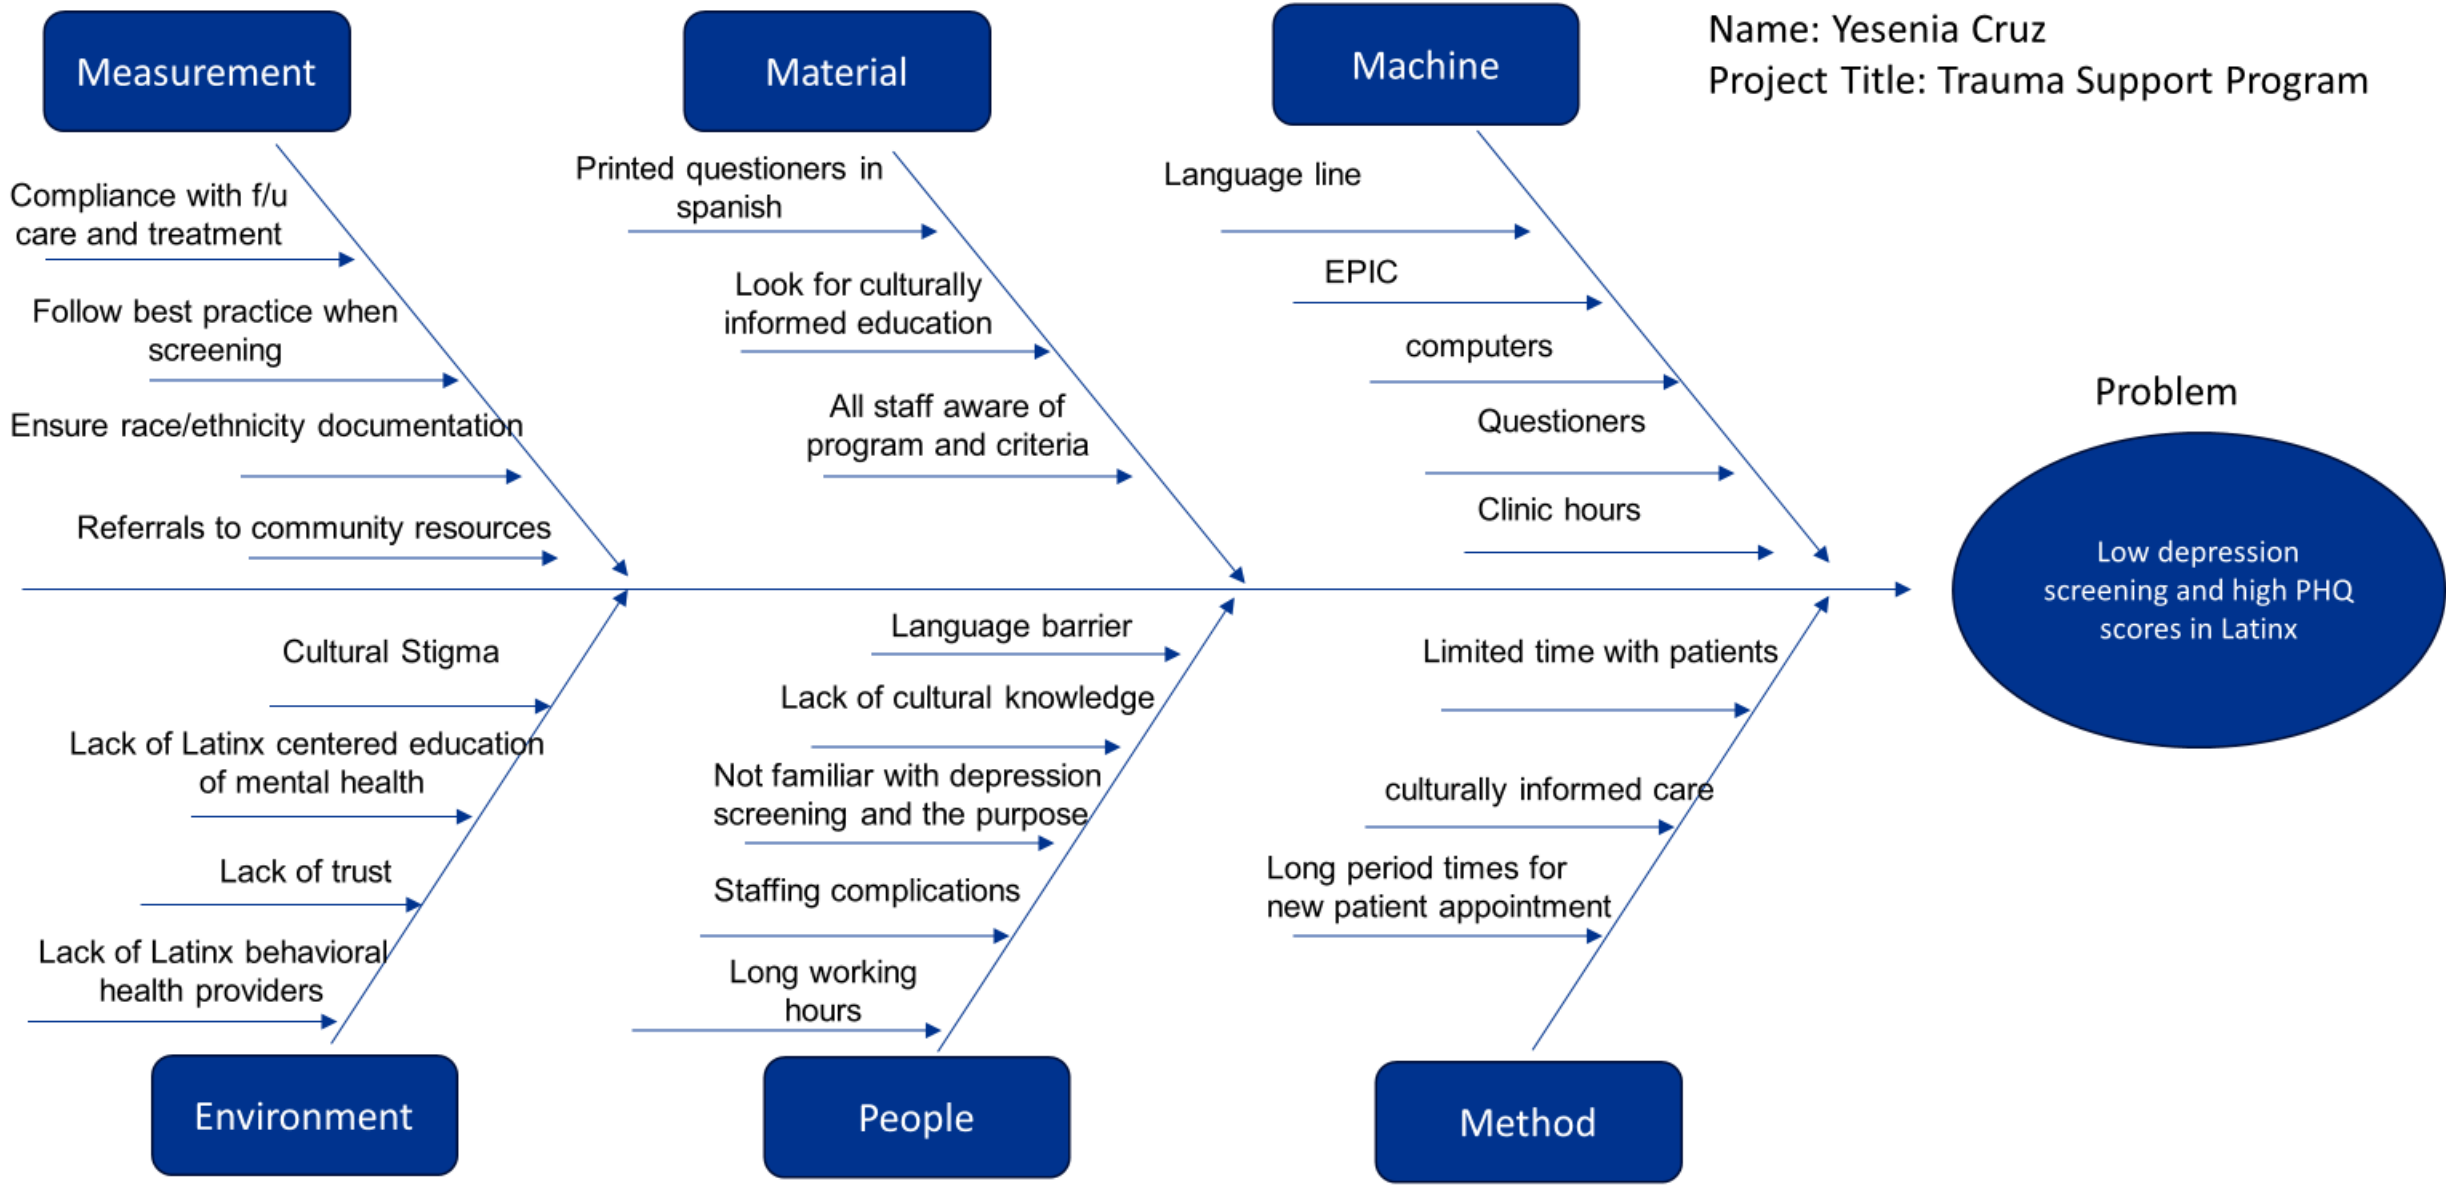 Measurement
Material
Machine
Name: Yesenia Cruz
Project Title: Trauma Support Program
Compliance with f/u
care and treatment
Follow best practice when
screening
Ensure race/ethnicity documentation
Referrals to community resources
Printed questioners in
spanish
Look for culturally
informed education
All staff aware of
program and criteria
Language line
EPIC
computers
Questioners
Clinic hours
Problem
Low depression
screening and high PHQ
scores in Latinx
Cultural Stigma
Lack of Latinx centered education
of mental health
Lack of trust
Lack of Latinx behavioral
health providers
Language barrier
Lack of cultural knowledge
Not familiar with depression
screening and the purpose
Staffing complications
Long working
hours
Limited time with patients
culturally informed care
Long period times for
new patient appointment
Environment
People
Method